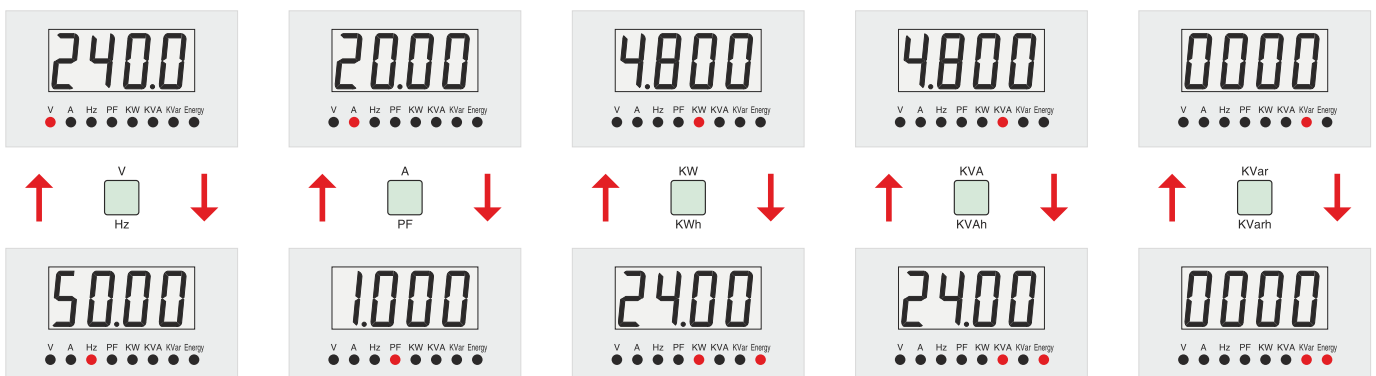 240.0 20.00 4.800 4.800 0000
V A Hz PF KW KVA KVar Energy V A Hz PF KW KVA KVar Energy V A Hz PF KW KVA KVar Energy V A Hz PF KW KVA KVar Energy V A Hz PF KW KVA KVar Energy
V A KW KVA KVar
Hz PF KWh KVAh KVarh
50.00 1.000 24.00 24.00 0000
V A Hz PF KW KVA KVar Energy V A Hz PF KW KVA KVar Energy V A Hz PF KW KVA KVar Energy V A Hz PF KW KVA KVar Energy V A Hz PF KW KVA KVar Energy